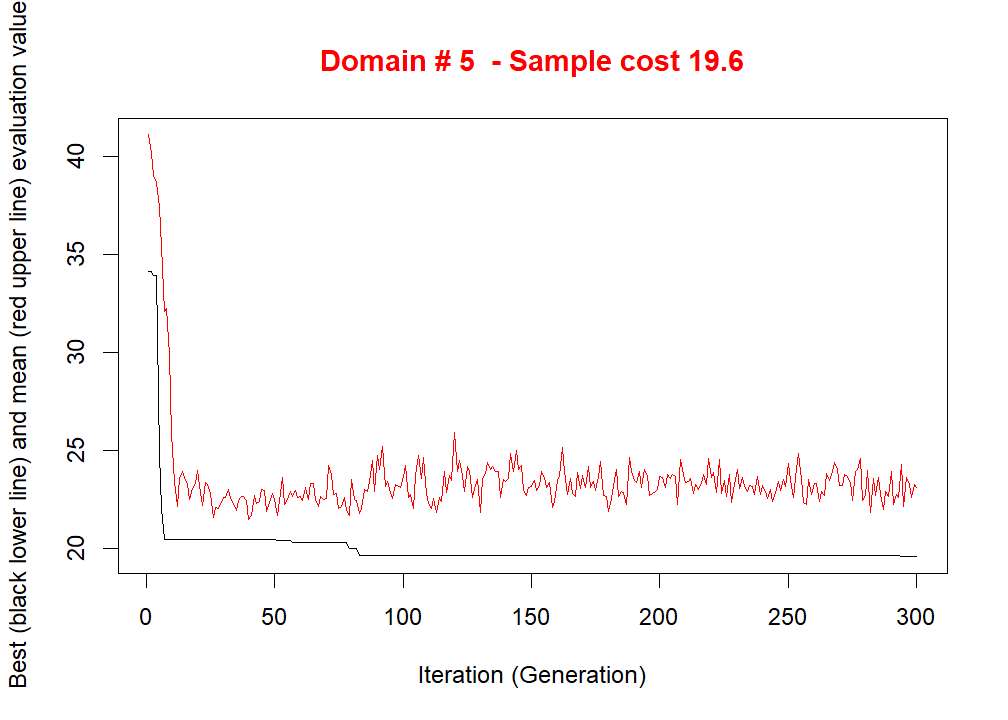 Domain # 5  - Sample cost 19.6
Best (black lower line) and mean (red upper line) evaluation value
40
35
30
25
20
0 50 100 150 200 250 300
Iteration (Generation)